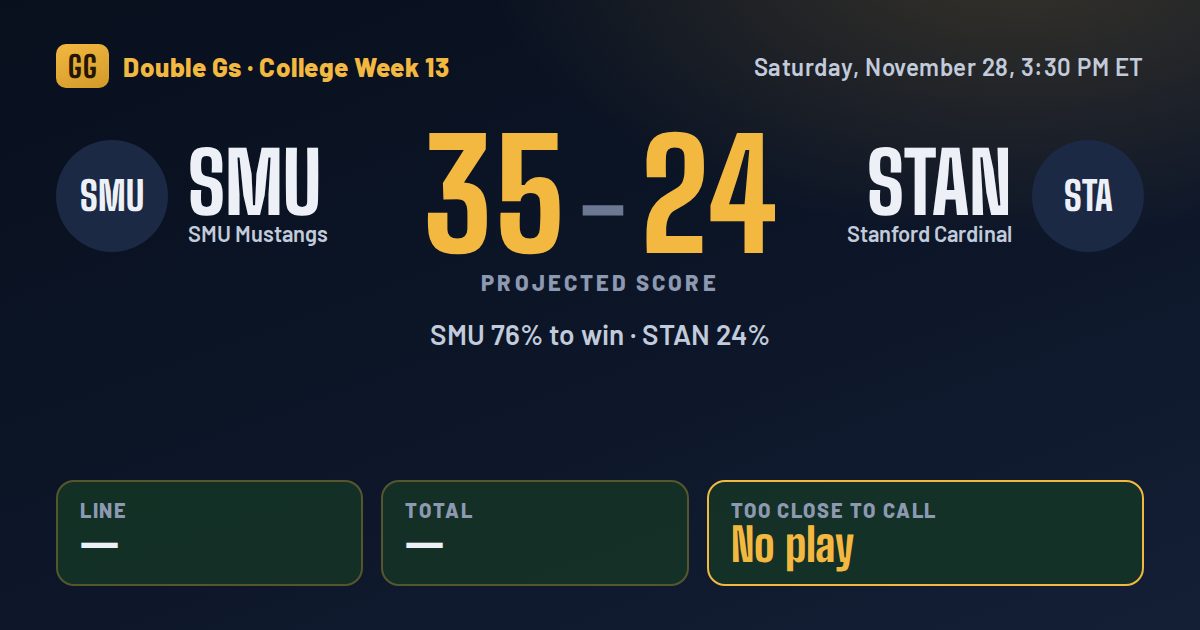 GG
Double Gs · College Week 13
Saturday, November 28, 3:30 PM ET
SMU
SMU
SMU Mustangs
35 – 24
STAN
Stanford Cardinal
STA
PROJECTED SCORE
SMU 76% to win · STAN 24%
LINE
—
TOTAL
—
TOO CLOSE TO CALL
No play